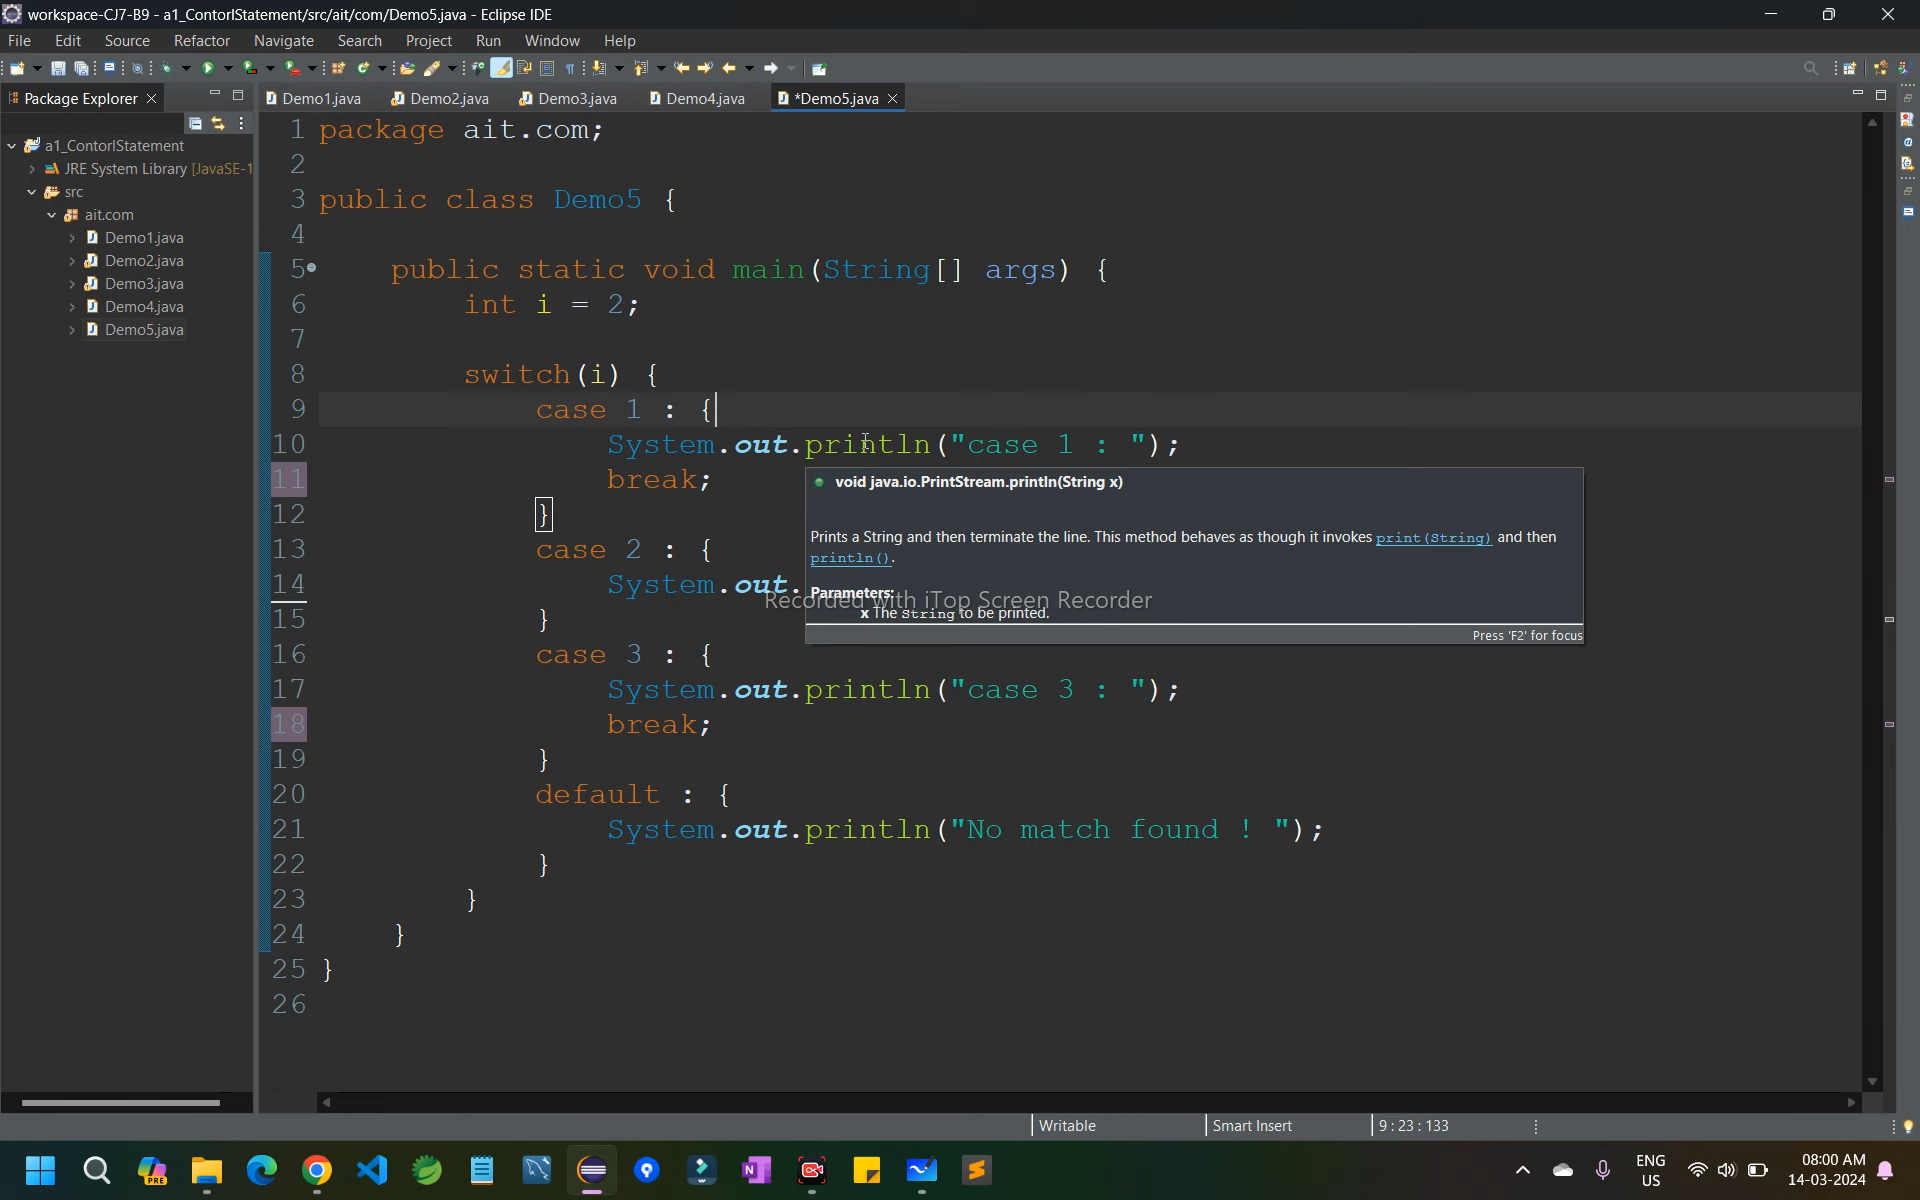 workspace-CJ7-B9 - a1_ContorlStatement/src/ait/com/Demo5.java - Eclipse IDE
File Edit Source Refactor Navigate Search Project Run Window Help
Package Explorer
Demo1.java Demo2.java Demo3.java Demo4.java *Demo5.java
a1_ContorlStatement
JRE System Library [JavaSE-1
src
ait.com
Demo1.java
Demo2.java
Demo3.java
Demo4.java
Demo5.java
1 package ait.com;
2
3 public class Demo5 {
4
5 public static void main(String[] args) {
6 int i = 2;
7
8 switch(i) {
9 case 1 : {
10 System.out.println("case 1 : ");
11 break;
12 }
13 case 2 : {
14 System.out.
15 }
16 case 3 : {
17 System.out.println("case 3 : ");
18 break;
19 }
20 default : {
21 System.out.println("No match found ! ");
22 }
23 }
24 }
25 }
26
void java.io.PrintStream.println(String x)
Prints a String and then terminate the line. This method behaves as though it invokes print(String) and then
println().
Parameters:
x The String to be printed.
Press 'F2' for focus
Recorded with iTop Screen Recorder
Writable Smart Insert 9 : 23 : 133
PRE
ENG
US
08:00 AM
14-03-2024